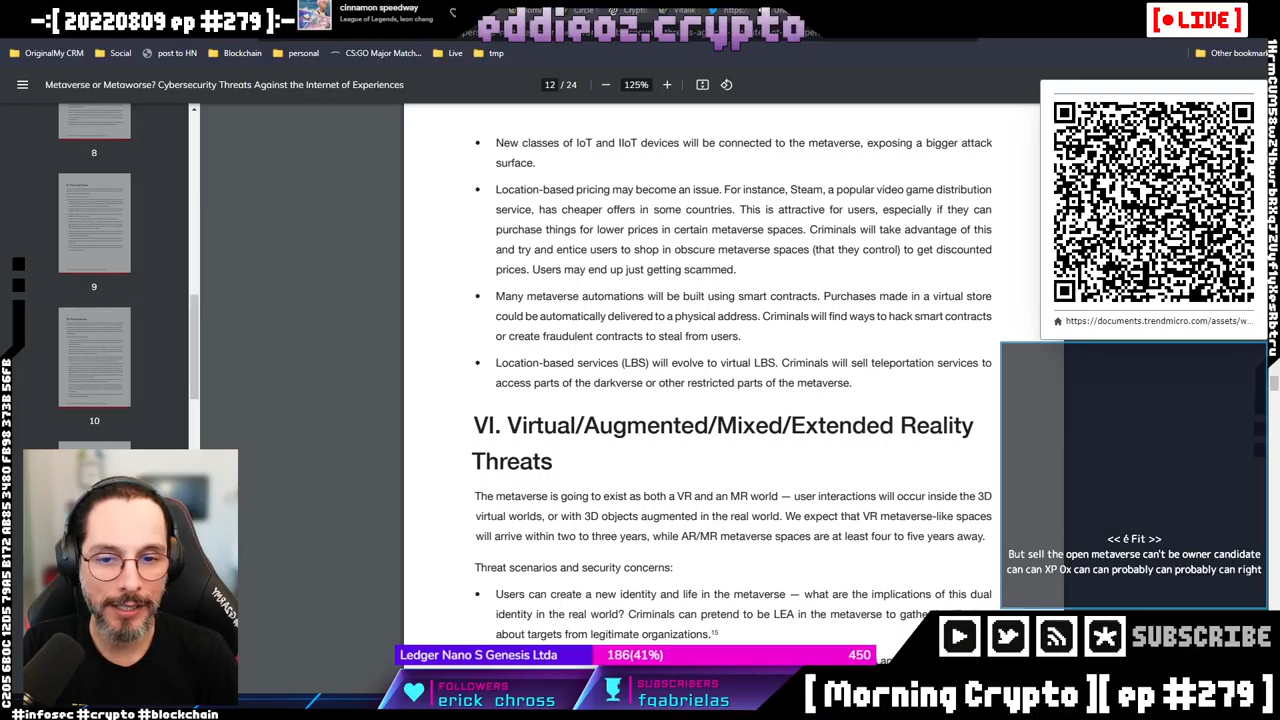 -:[ 20220809 ep #279 ]:-
cinnamon speedway
League of Legends, leon chang
eddieoz.crypto
[ LIVE ]
OriginalMy CRM
Social
post to HN
Blockchain
personal
CS:GO Major Match...
Live
tmp
Other bookmar
Metaverse or Metaworse? Cybersecurity Threats Against the Internet of Experiences
12 / 24
125%
8
9
10
• New classes of IoT and IIoT devices will be connected to the metaverse, exposing a bigger attack
surface.
• Location-based pricing may become an issue. For instance, Steam, a popular video game distribution
service, has cheaper offers in some countries. This is attractive for users, especially if they can
purchase things for lower prices in certain metaverse spaces. Criminals will take advantage of this
and try and entice users to shop in obscure metaverse spaces (that they control) to get discounted
prices. Users may end up just getting scammed.
• Many metaverse automations will be built using smart contracts. Purchases made in a virtual store
could be automatically delivered to a physical address. Criminals will find ways to hack smart contracts
or create fraudulent contracts to steal from users.
• Location-based services (LBS) will evolve to virtual LBS. Criminals will sell teleportation services to
access parts of the darkverse or other restricted parts of the metaverse.
VI. Virtual/Augmented/Mixed/Extended Reality
Threats
The metaverse is going to exist as both a VR and an MR world — user interactions will occur inside the 3D
virtual worlds, or with 3D objects augmented in the real world. We expect that VR metaverse-like spaces
will arrive within two to three years, while AR/MR metaverse spaces are at least four to five years away.
Threat scenarios and security concerns:
• Users can create a new identity and life in the metaverse — what are the implications of this dual
identity in the real world? Criminals can pretend to be LEA in the metaverse to gathe
about targets from legitimate organizations.15
https://documents.trendmicro.com/assets/w...
<< é Fit >>
But sell the open metaverse can't be owner candidate
can can XP 0x can can probably can probably can right
Ledger Nano S Genesis Ltda
186(41%)
450
FOLLOWERS
erick_chross
SUBSCRIBERS
fgabrielas
SUBSCRIBE
[ Morning Crypto ][ ep #279 ]
infosec #crypto #blockchain